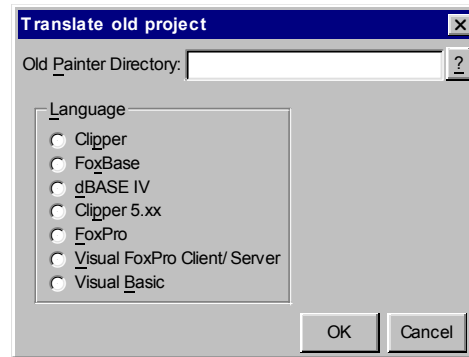 Translate old project
Old Painter Directory: ?
Language
Clipper
FoxBase
dBASE IV
Clipper 5.xx
FoxPro
Visual FoxPro Client/ Server
Visual Basic
OK Cancel